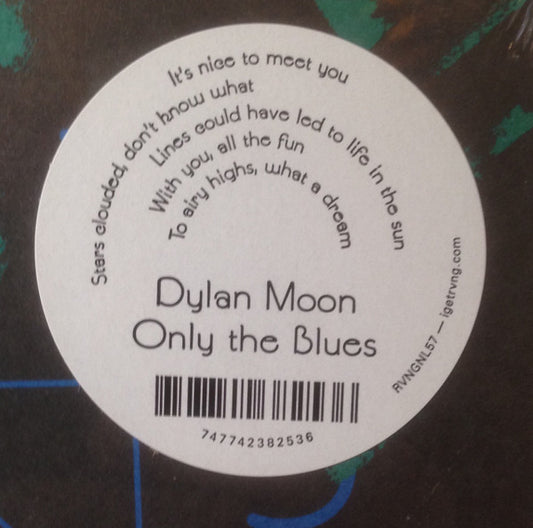 It's nice to meet you
Stars clouded, don't know what
Lines could have led to life in the sun
With you, all the fun
To airy highs, what a dream
Dylan Moon
Only the Blues
747742382536
RVNGNL57 — igetrvng.com